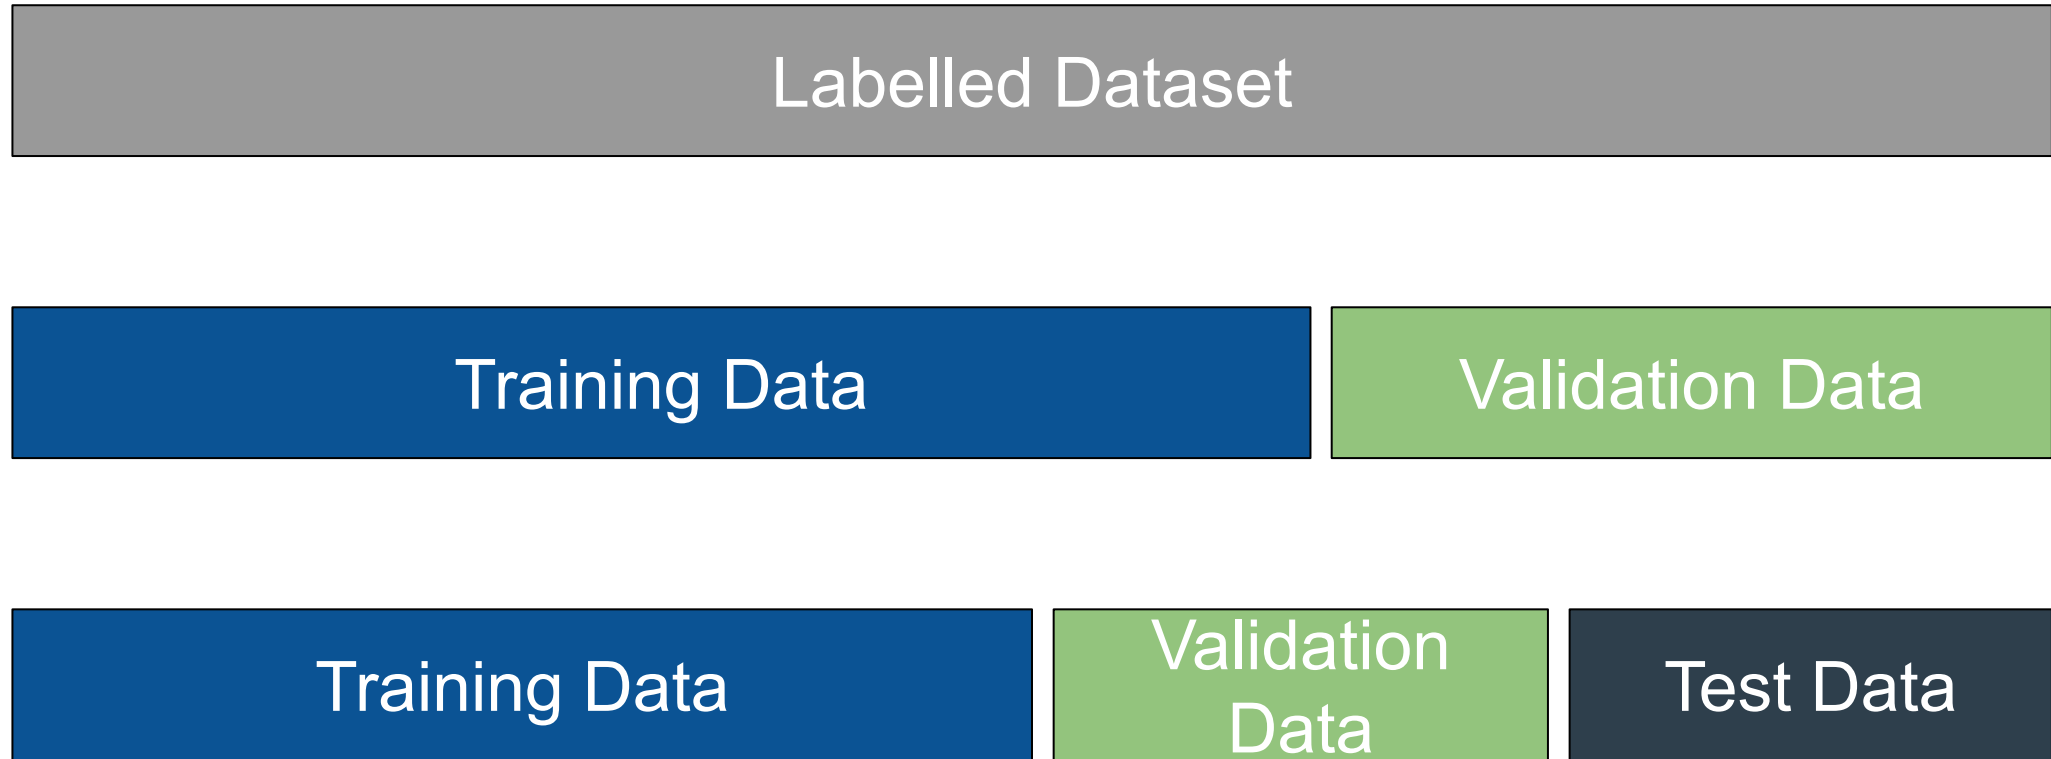 Labelled Dataset
Training Data
Validation Data
Training Data
Validation
Data
Test Data